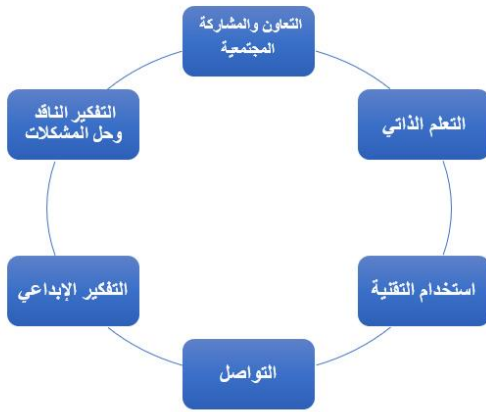 التعاون والمشاركة
المجتمعية
التعلم الذاتي
استخدام التقنية
التواصل
التفكير الإبداعي
التفكير الناقد
وحل المشكلات